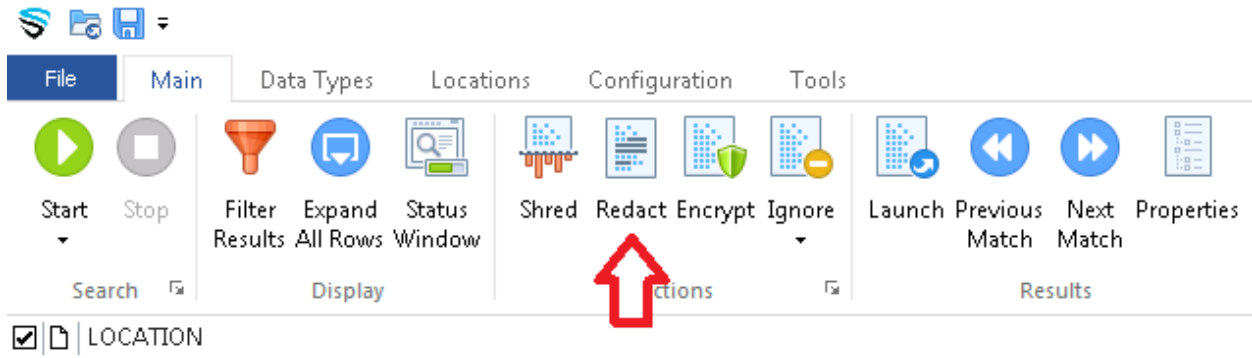 File Main Data Types Locations Configuration Tools
Start Stop Filter Expand Status Shred Redact Encrypt Ignore Launch Previous Next Properties
Results All Rows Window Match Match
Search Display ctions Results
LOCATION